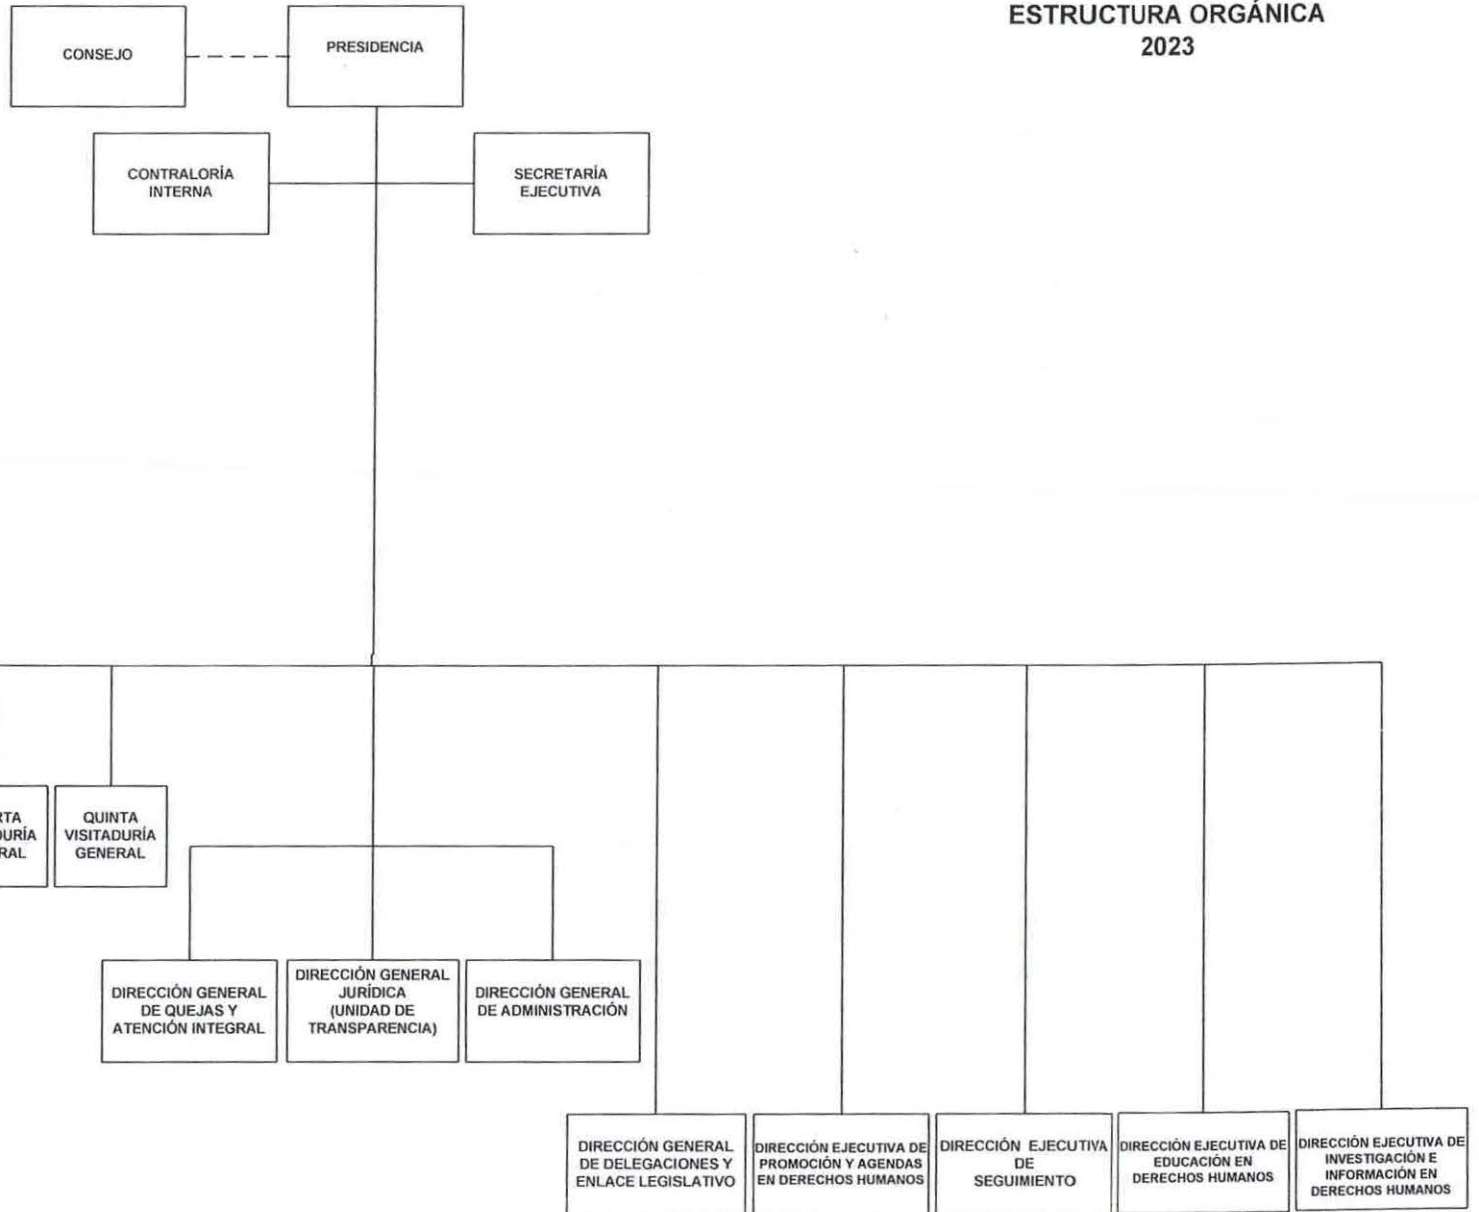 ESTRUCTURA ORGÁNICA
2023
CONSEJO
PRESIDENCIA
CONTRALORÍA
INTERNA
SECRETARÍA
EJECUTIVA
QUINTA
VISITADURÍA
GENERAL
DIRECCIÓN GENERAL
DE QUEJAS Y
ATENCIÓN INTEGRAL
DIRECCIÓN GENERAL
JURÍDICA
(UNIDAD DE
TRANSPARENCIA)
DIRECCIÓN GENERAL
DE ADMINISTRACIÓN
DIRECCIÓN GENERAL
DE DELEGACIONES Y
ENLACE LEGISLATIVO
DIRECCIÓN EJECUTIVA DE
PROMOCIÓN Y AGENDAS
EN DERECHOS HUMANOS
DIRECCIÓN EJECUTIVA
DE
SEGUIMIENTO
DIRECCIÓN EJECUTIVA DE
EDUCACIÓN EN
DERECHOS HUMANOS
DIRECCIÓN EJECUTIVA DE
INVESTIGACIÓN E
INFORMACIÓN EN
DERECHOS HUMANOS